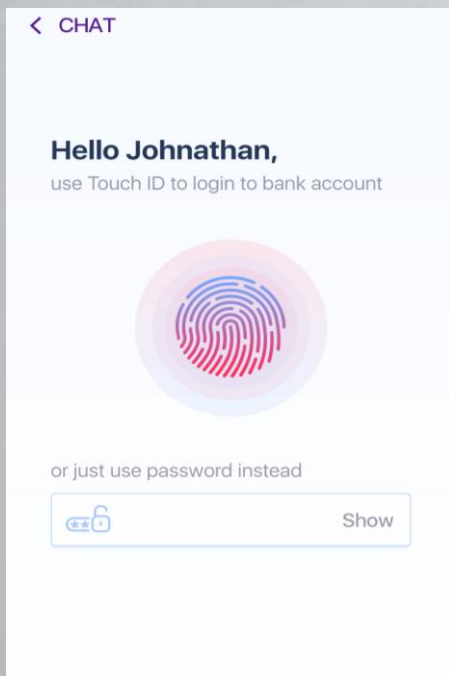 CHAT
Hello Johnathan,
use Touch ID to login to bank account
or just use password instead
Show